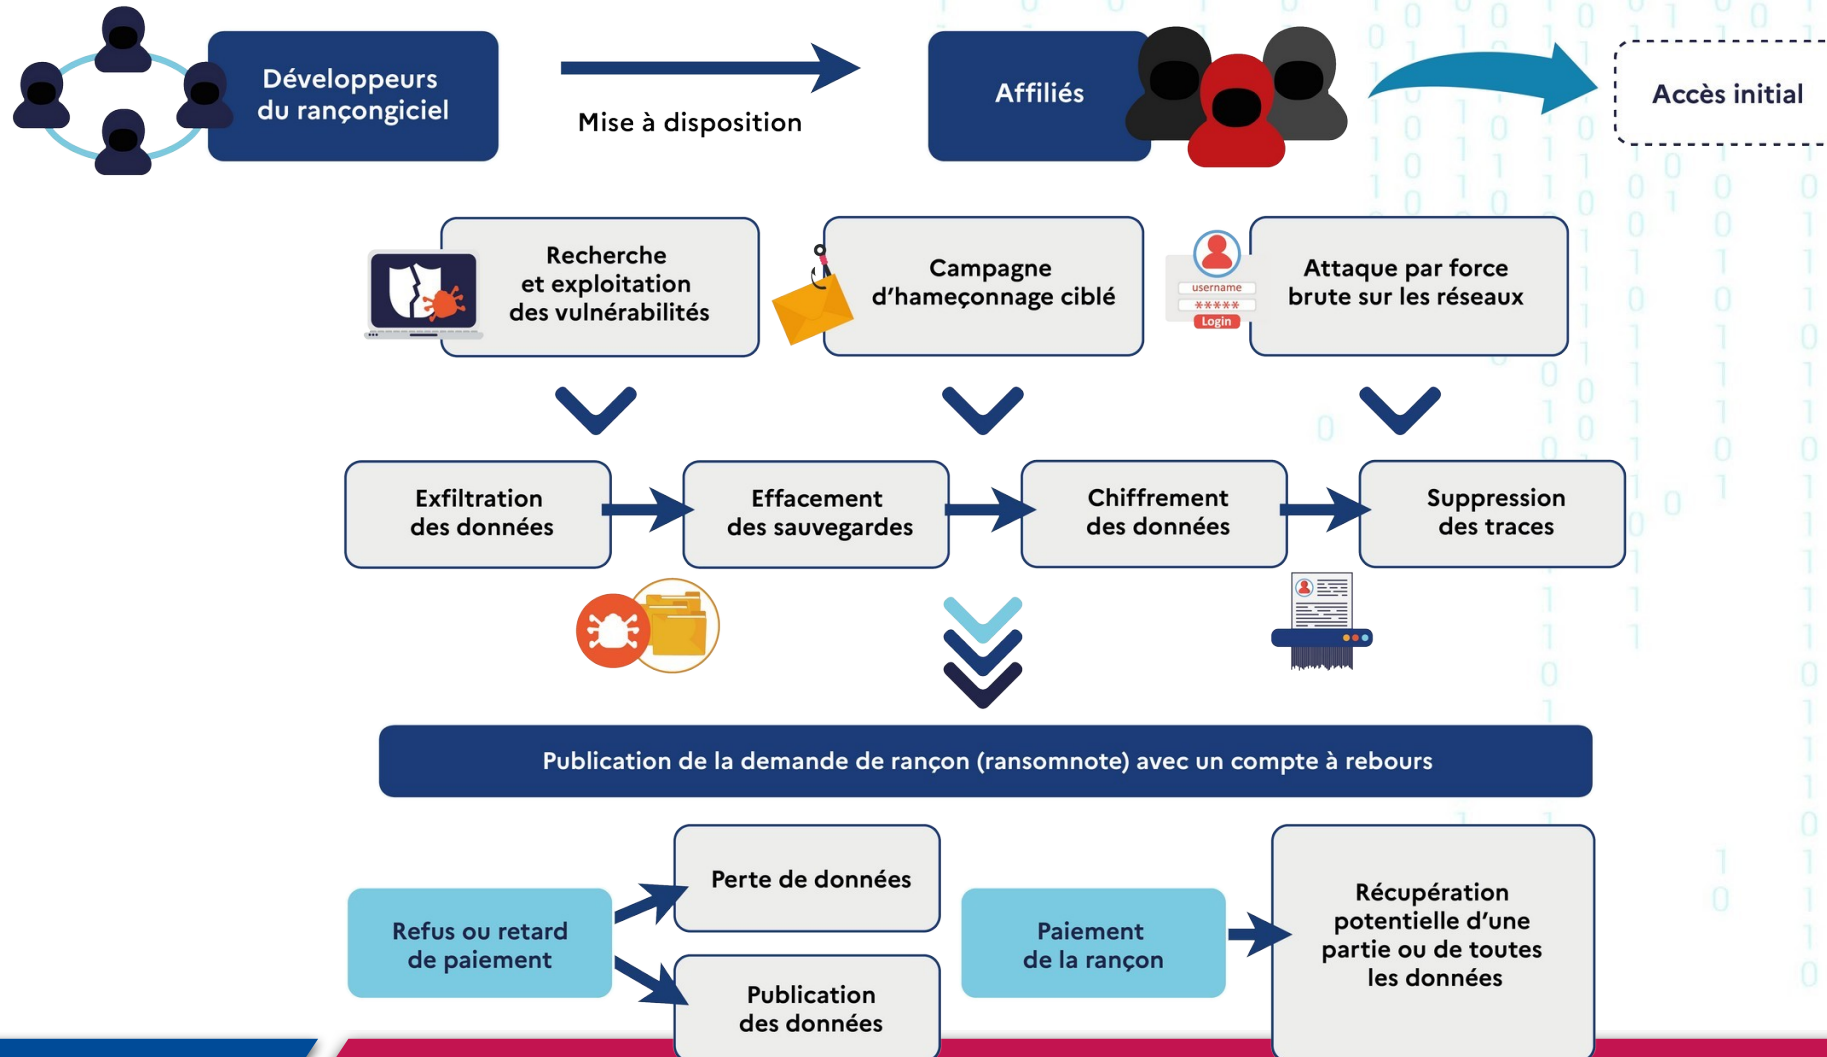 Développeurs
du rançongiciel
Mise à disposition
Affiliés
Accès initial
Recherche
et exploitation
des vulnérabilités
Campagne
d'hameçonnage ciblé
username
*****
Login
Attaque par force
brute sur les réseaux
Exfiltration
des données
Effacement
des sauvegardes
Chiffrement
des données
Suppression
des traces
Publication de la demande de rançon (ransomnote) avec un compte à rebours
Refus ou retard
de paiement
Perte de données
Publication
des données
Paiement
de la rançon
Récupération
potentielle d'une
partie ou de toutes
les données